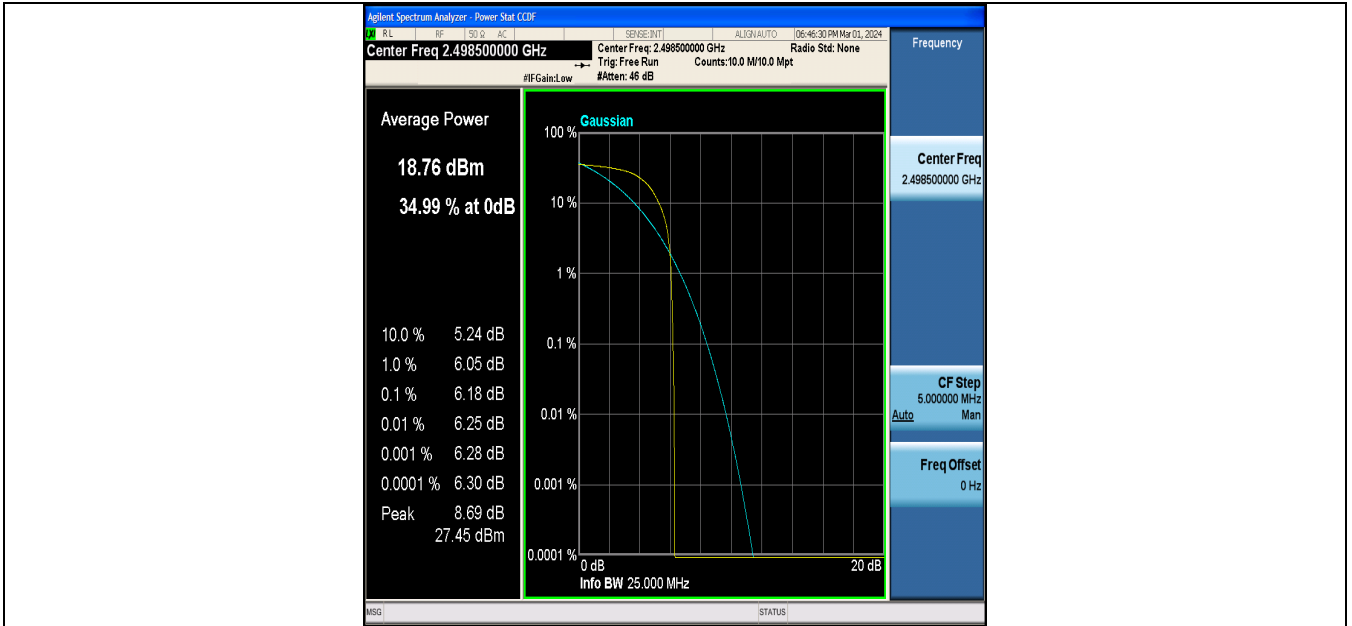 Agilent Spectrum Analyzer - Power Stat CCDF
LXI RL RF 50 Ω AC SENSE:INT ALIGN AUTO 06:46:30 PM Mar 01, 2024
Center Freq 2.498500000 GHz
Center Freq: 2.498500000 GHz Radio Std: None
Trig: Free Run Counts:10.0 M/10.0 Mpt
#IFGain:Low #Atten: 46 dB
Frequency
Average Power
18.76 dBm
34.99 % at 0dB
10.0 % 5.24 dB
1.0 % 6.05 dB
0.1 % 6.18 dB
0.01 % 6.25 dB
0.001 % 6.28 dB
0.0001 % 6.30 dB
Peak 8.69 dB
27.45 dBm
Gaussian
100 %
10 %
1 %
0.1 %
0.01 %
0.001 %
0.0001 %
0 dB 20 dB
Info BW 25.000 MHz
Center Freq
2.498500000 GHz
CF Step
5.000000 MHz
Auto Man
Freq Offset
0 Hz
MSG STATUS